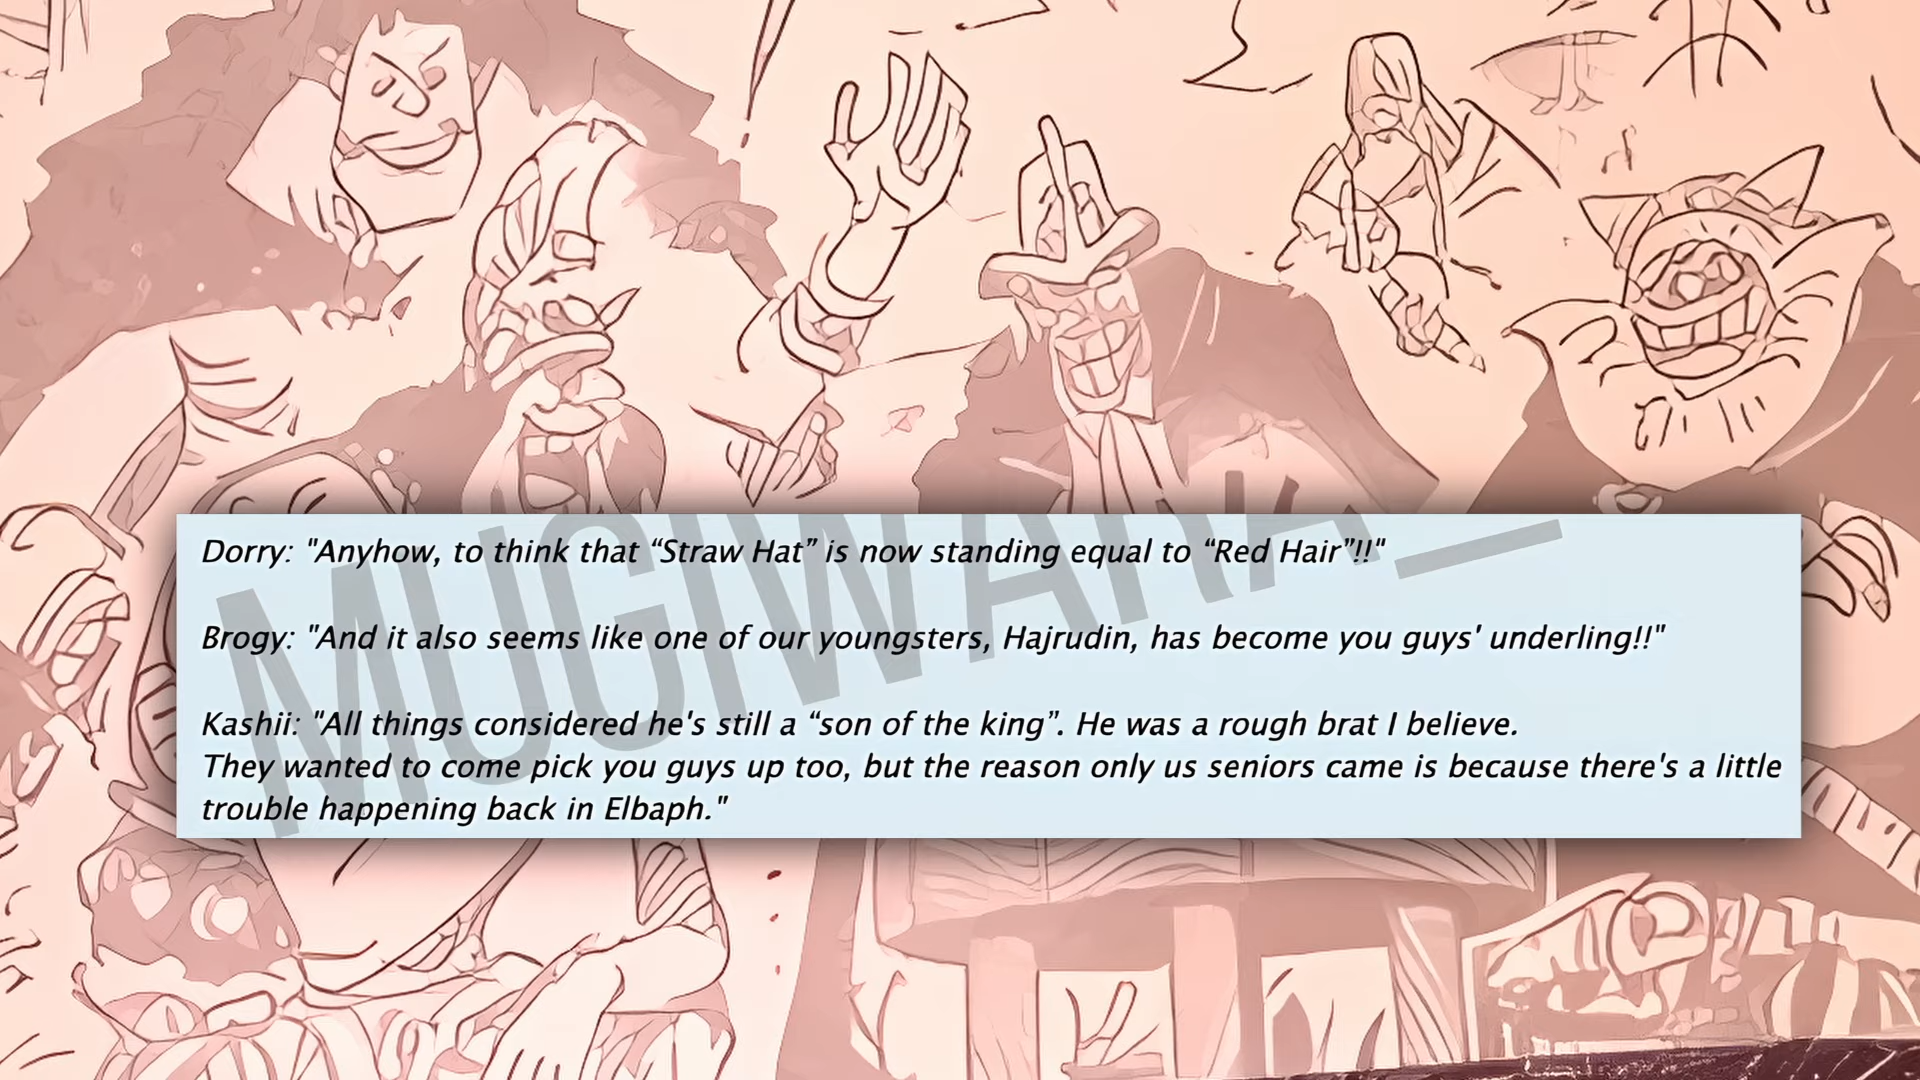 Dorry: "Anyhow, to think that “Straw Hat” is now standing equal to “Red Hair”!!"
Brogy: "And it also seems like one of our youngsters, Hajrudin, has become you guys' underling!!"
Kashii: "All things considered he's still a “son of the king”. He was a rough brat I believe.
They wanted to come pick you guys up too, but the reason only us seniors came is because there's a little
trouble happening back in Elbaph."
MUGIWARA_